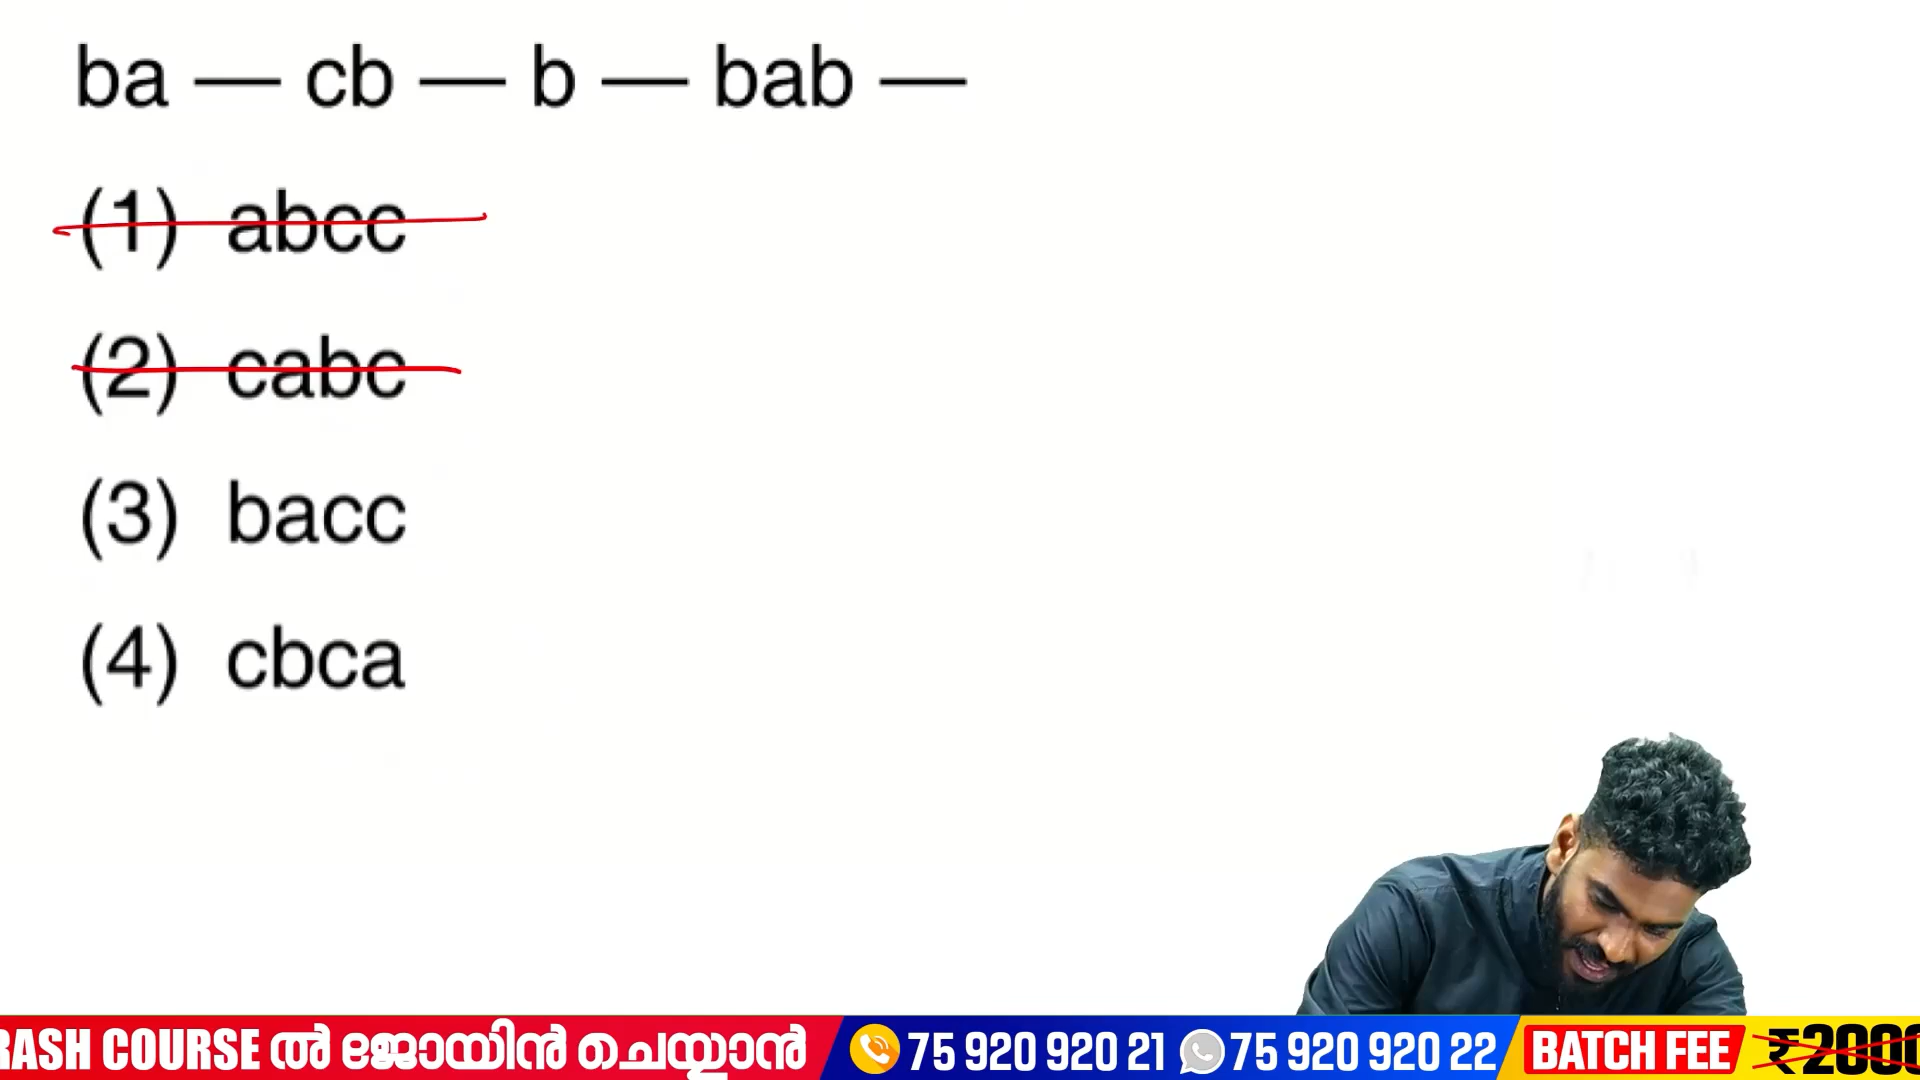 ba — cb — b — bab —
(1) abcc
(2) cabc
(3) bacc
(4) cbca
RASH COURSE ൽ ജോയിൻ ചെയ്യാൻ 75 920 920 21 75 920 920 22 BATCH FEE ₹2000